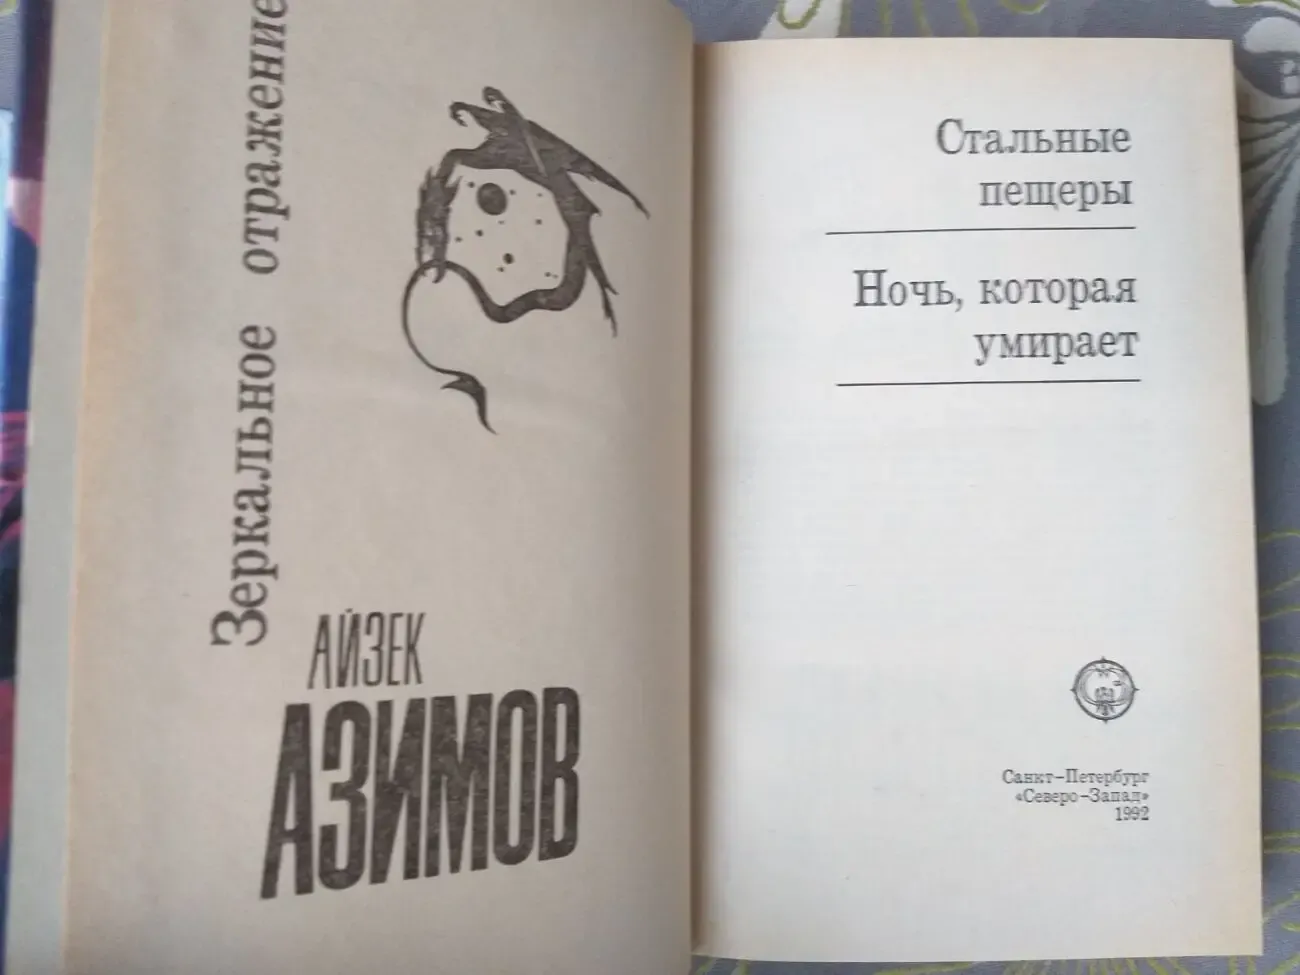 Зеркальное отражение
АЙЗЕК
АЗИМОВ
Стальные
пещеры
Ночь, которая
умирает
Санкт-Петербург
«Северо-Запад»
1992